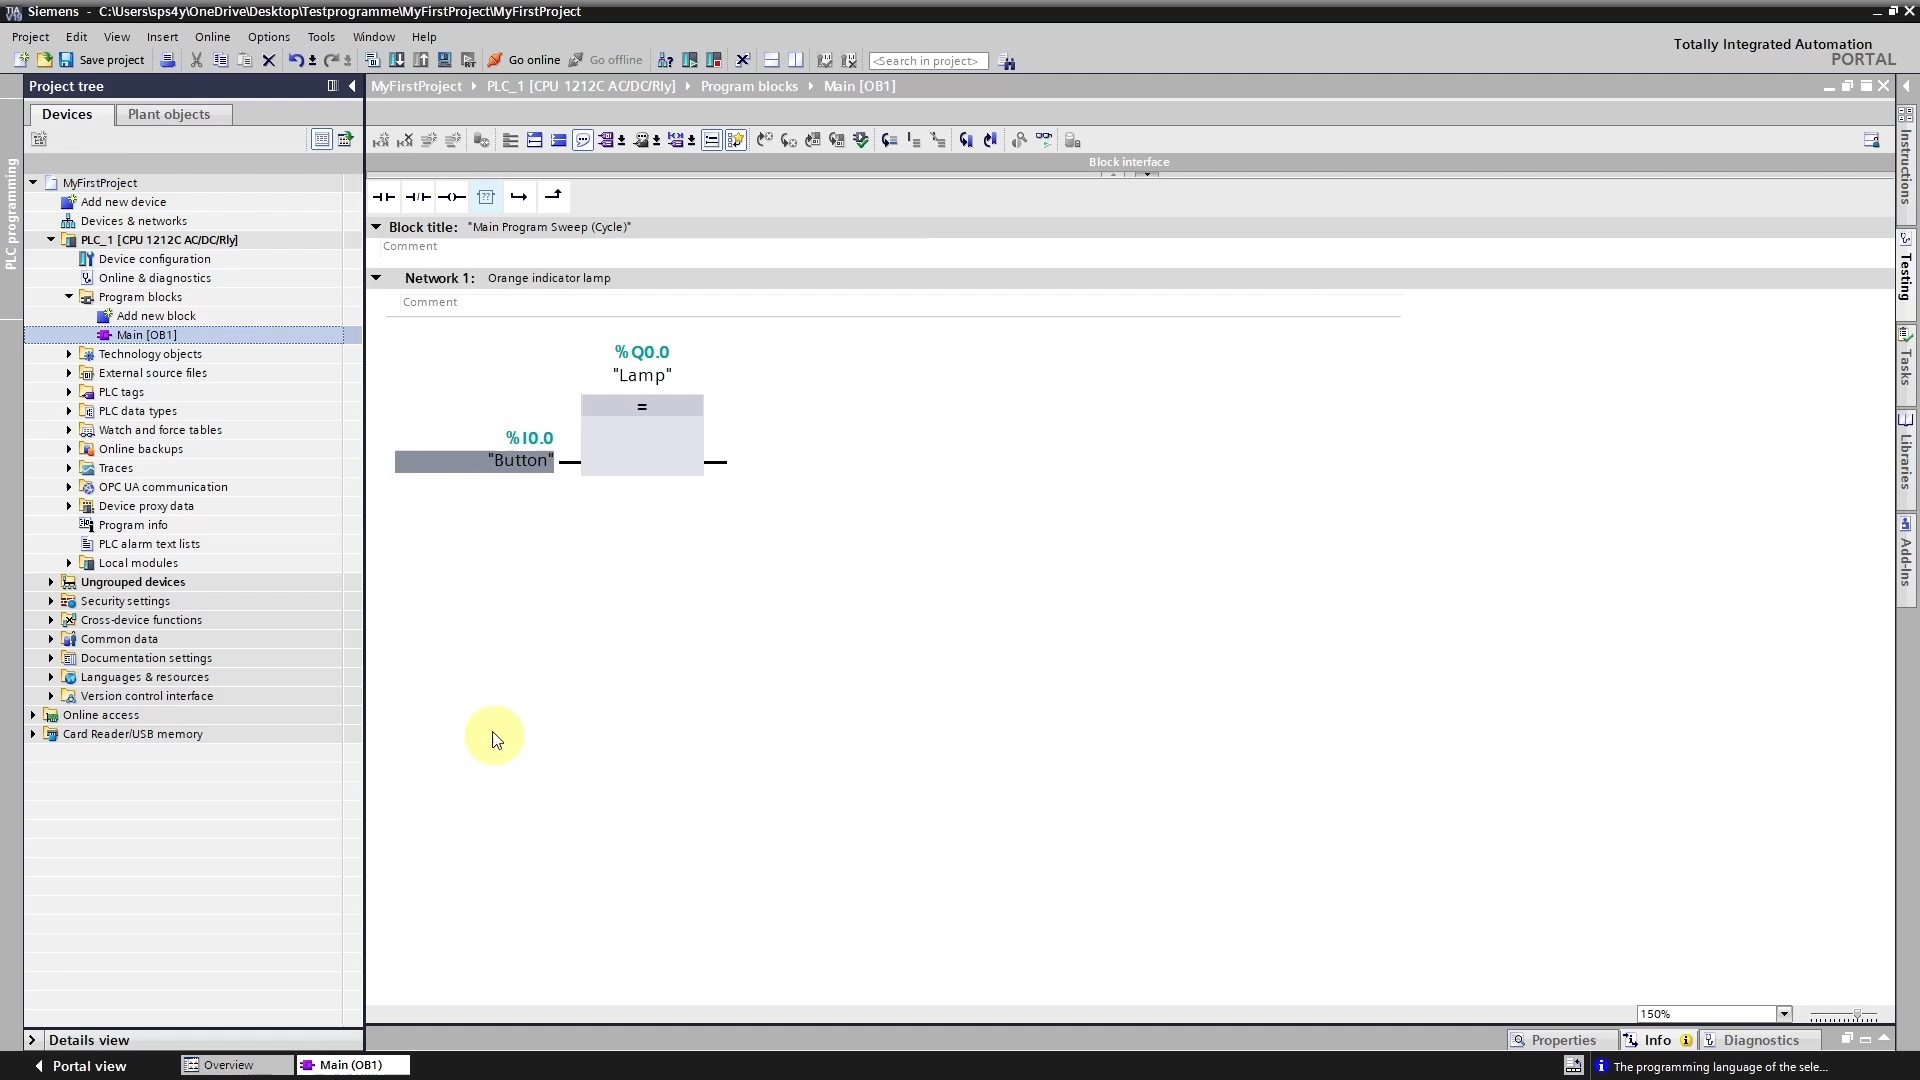 Siemens - C:\Users\sps4y\OneDrive\Desktop\Testprogramme\MyFirstProject\MyFirstProject
Project Edit View Insert Online Options Tools Window Help
Totally Integrated Automation
PORTAL
Save project
Go online
Go offline
<Search in project>
Project tree
MyFirstProject PLC_1 [CPU 1212C AC/DC/Rly] Program blocks Main [OB1]
Devices
Plant objects
PLC programming
Block interface
MyFirstProject
Add new device
Devices & networks
PLC_1 [CPU 1212C AC/DC/Rly]
Device configuration
Online & diagnostics
Program blocks
Add new block
Main [OB1]
Technology objects
External source files
PLC tags
PLC data types
Watch and force tables
Online backups
Traces
OPC UA communication
Device proxy data
Program info
PLC alarm text lists
Local modules
Ungrouped devices
Security settings
Cross-device functions
Common data
Documentation settings
Languages & resources
Version control interface
Online access
Card Reader/USB memory
Details view
??
Block title: "Main Program Sweep (Cycle)"
Comment
Network 1: Orange indicator lamp
Comment
%Q0.0
"Lamp"
=
%I0.0
"Button"
Instructions
Testing
Tasks
Libraries
Add-Ins
150%
Properties
Info
Diagnostics
Portal view
Overview
Main (OB1)
The programming language of the sele...